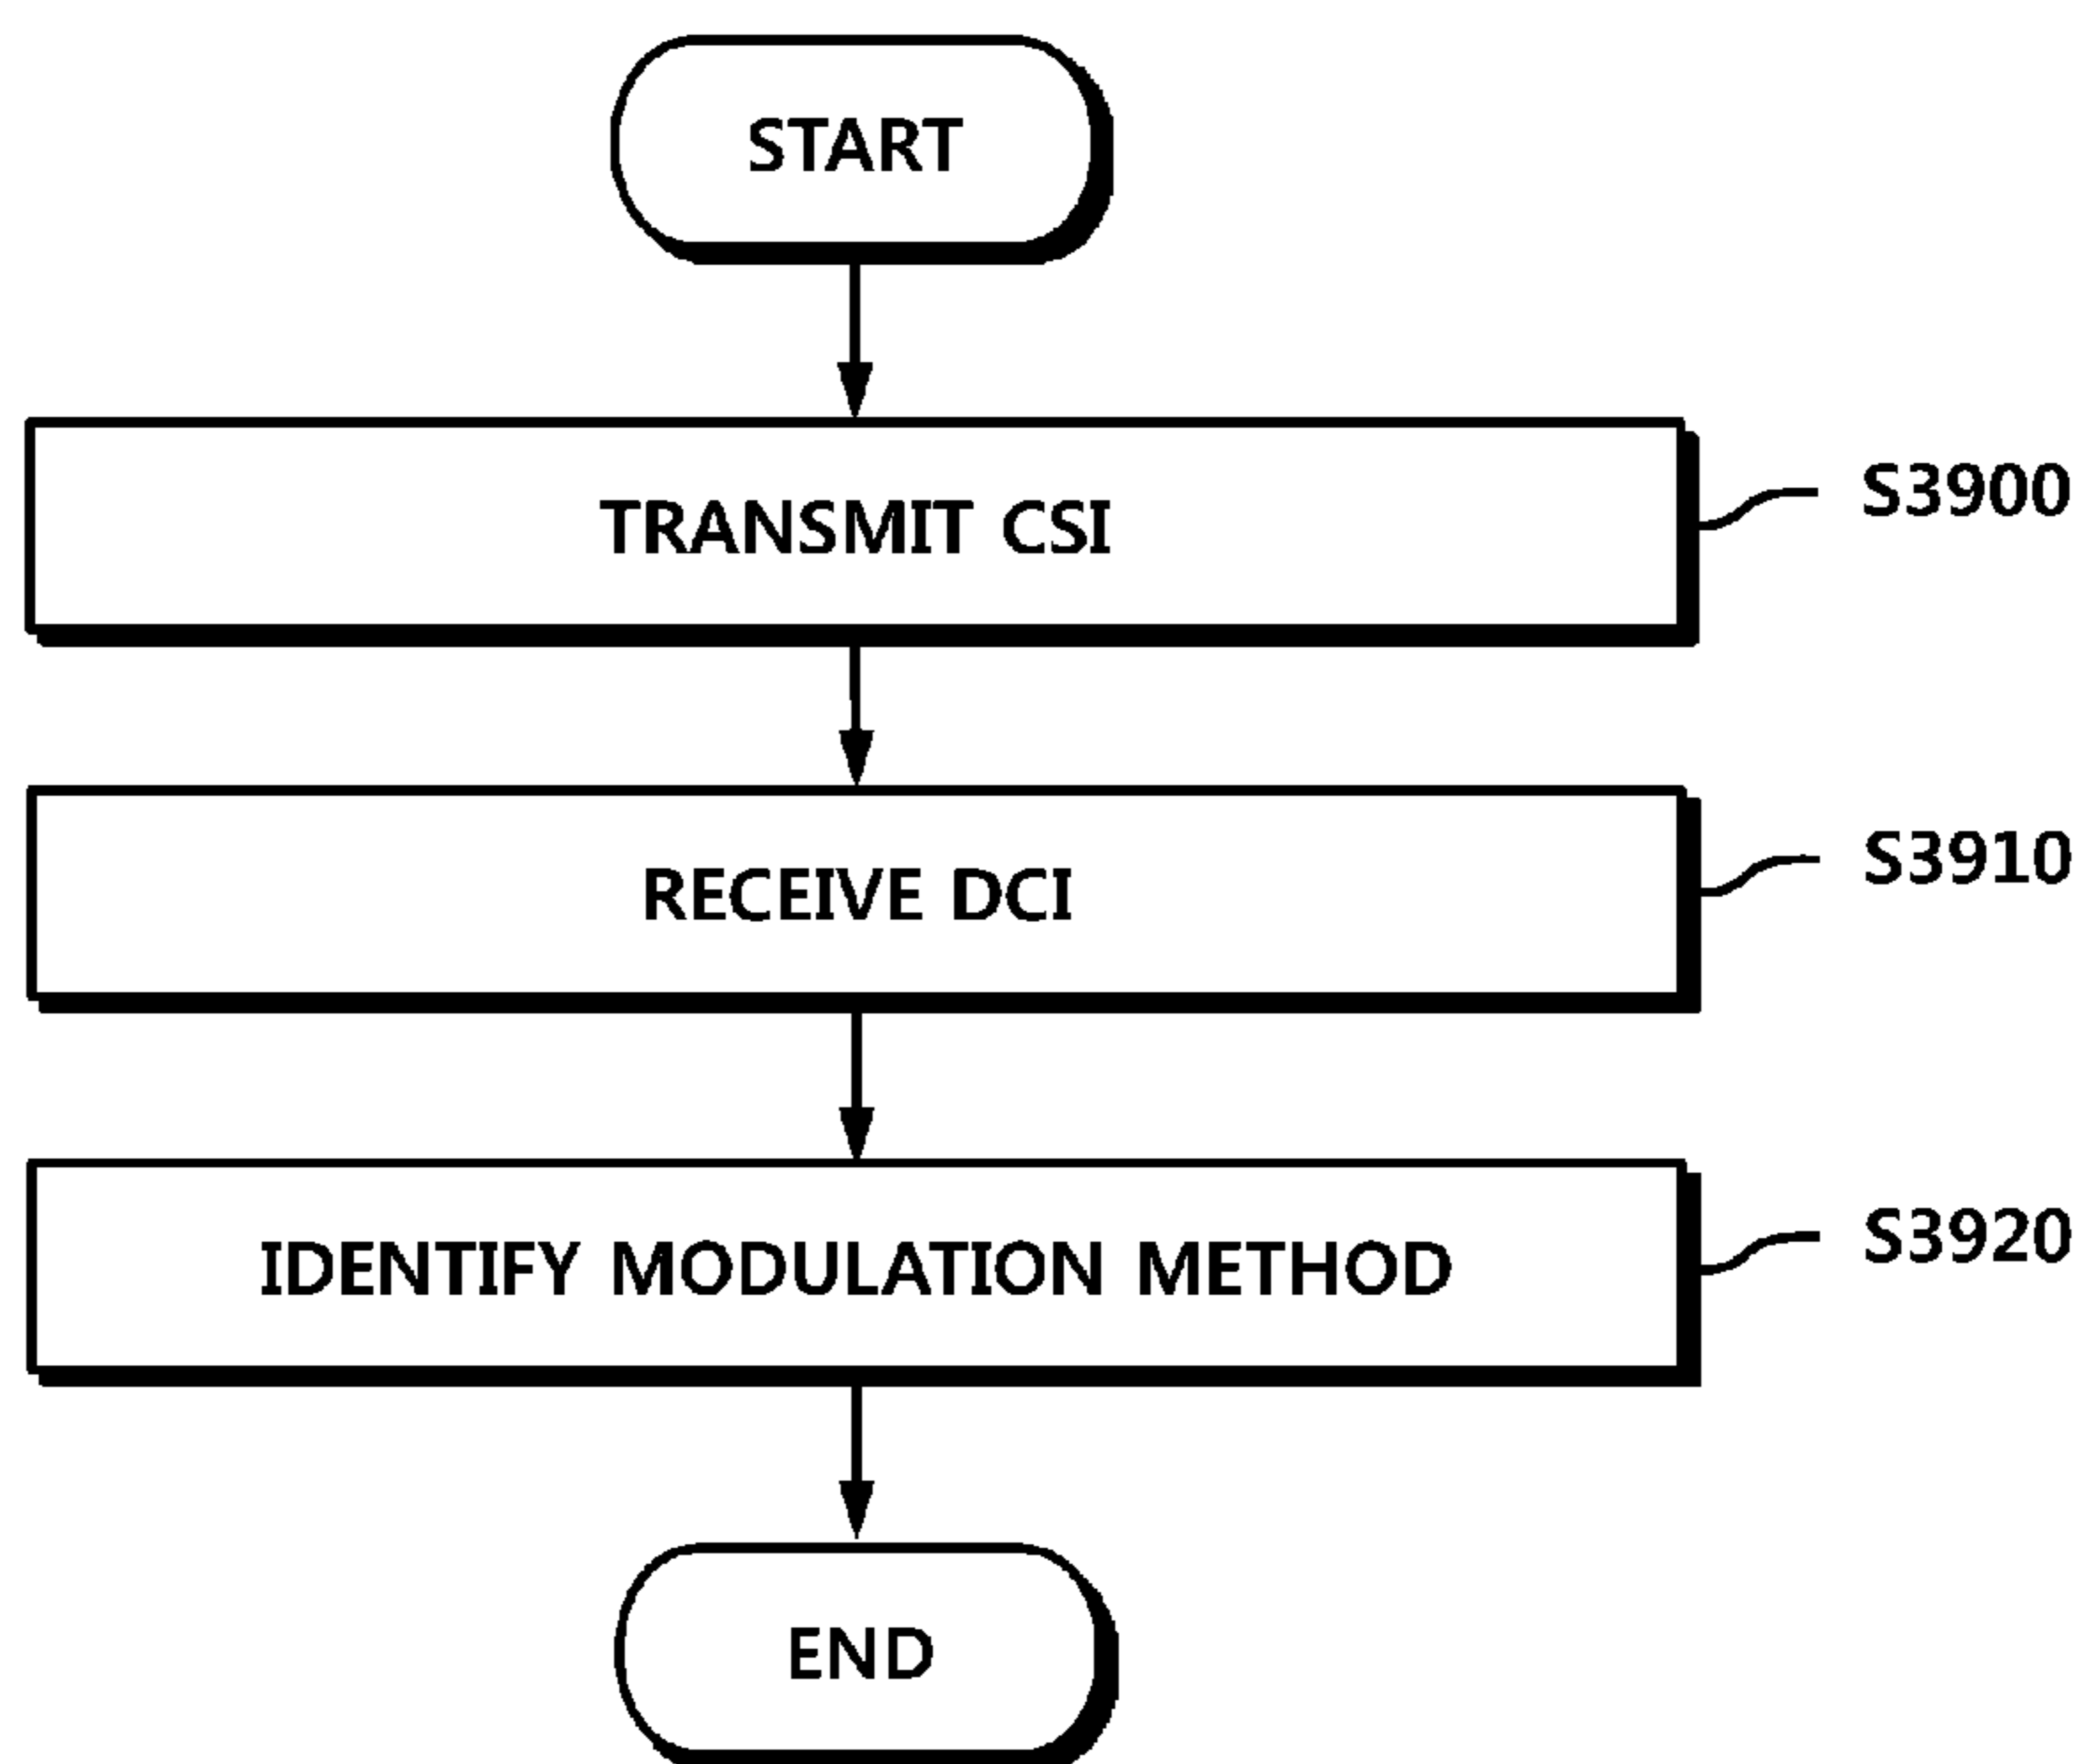 START
TRANSMIT CSI
S3900
RECEIVE DCI
S3910
IDENTIFY MODULATION METHOD
S3920
END